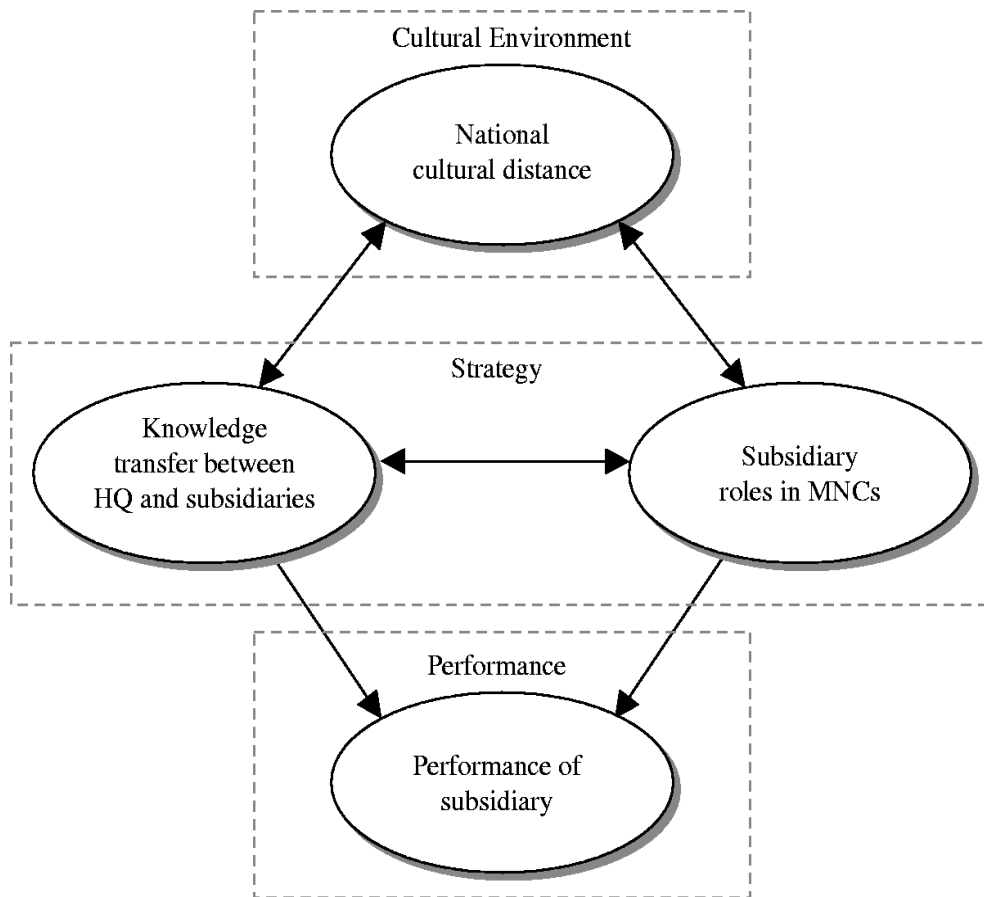 Cultural Environment
National
cultural distance
Strategy
Knowledge
transfer between
HQ and subsidiaries
Subsidiary
roles in MNCs
Performance
Performance of
subsidiary